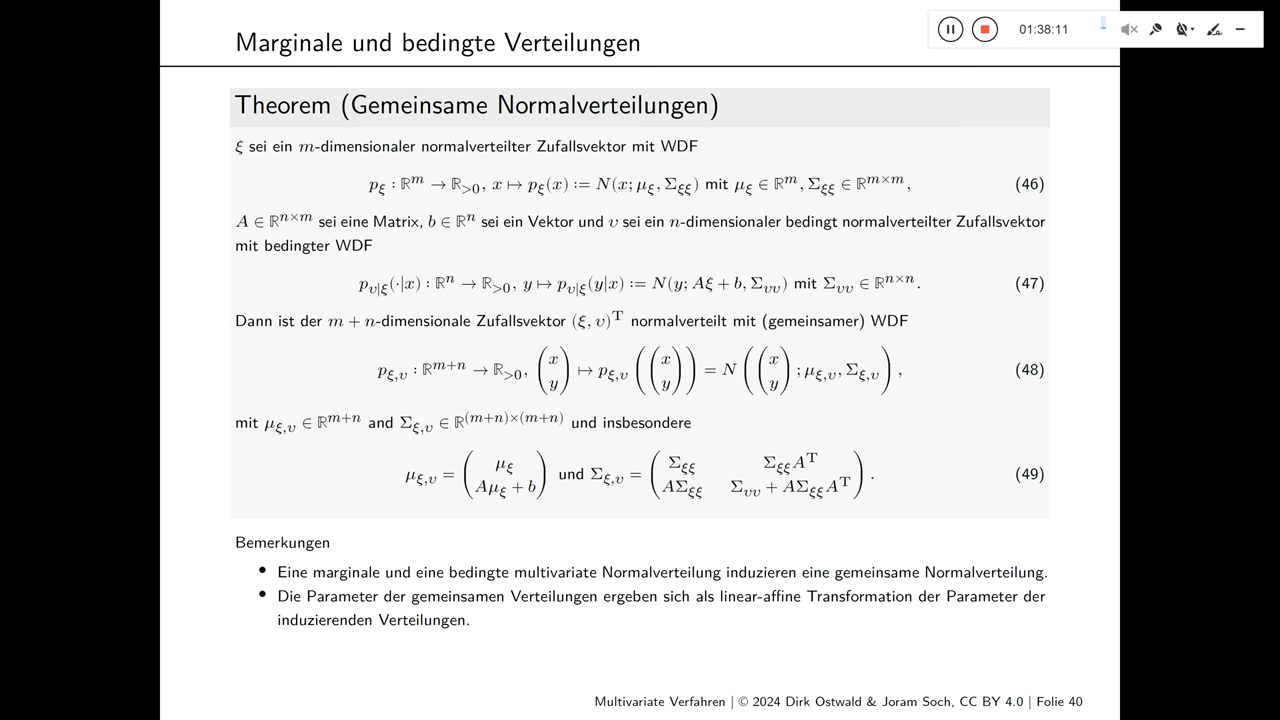 Marginale und bedingte Verteilungen
01:38:11
Theorem (Gemeinsame Normalverteilungen)
ξ sei ein m-dimensionaler normalverteilter Zufallsvektor mit WDF
p_ξ : ℝ^m → ℝ_{>0}, x ↦ p_ξ(x) := N(x; μ_ξ, Σ_{ξξ}) mit μ_ξ ∈ ℝ^m, Σ_{ξξ} ∈ ℝ^{m×m}, (46)
A ∈ ℝ^{n×m} sei eine Matrix, b ∈ ℝ^n sei ein Vektor und υ sei ein n-dimensionaler bedingt normalverteilter Zufallsvektor
mit bedingter WDF
p_{υ|ξ}(·|x) : ℝ^n → ℝ_{>0}, y ↦ p_{υ|ξ}(y|x) := N(y; Aξ + b, Σ_{υυ}) mit Σ_{υυ} ∈ ℝ^{n×n}. (47)
Dann ist der m + n-dimensionale Zufallsvektor (ξ, υ)^T normalverteilt mit (gemeinsamer) WDF
p_{ξ,υ} : ℝ^{m+n} → ℝ_{>0}, (x y) ↦ p_{ξ,υ}((x y)) = N((x y); μ_{ξ,υ}, Σ_{ξ,υ}), (48)
mit μ_{ξ,υ} ∈ ℝ^{m+n} and Σ_{ξ,υ} ∈ ℝ^{(m+n)×(m+n)} und insbesondere
μ_{ξ,υ} = (μ_ξ Aμ_ξ + b) und Σ_{ξ,υ} = (Σ_{ξξ} Σ_{ξξ}A^T AΣ_{ξξ} Σ_{υυ} + AΣ_{ξξ}A^T). (49)
Bemerkungen
• Eine marginale und eine bedingte multivariate Normalverteilung induzieren eine gemeinsame Normalverteilung.
• Die Parameter der gemeinsamen Verteilungen ergeben sich als linear-affine Transformation der Parameter der
induzierenden Verteilungen.
Multivariate Verfahren | © 2024 Dirk Ostwald & Joram Soch, CC BY 4.0 | Folie 40